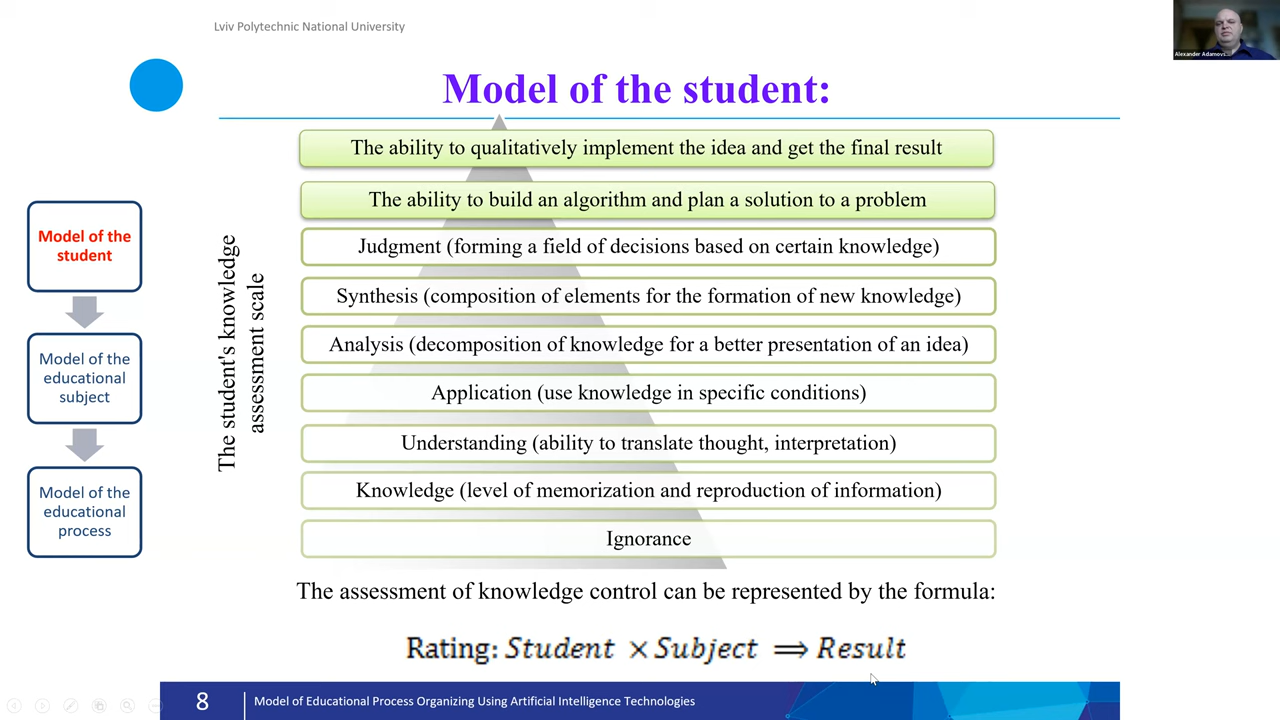 Lviv Polytechnic National University
Alexander Adamovs...
Model of the student:
The ability to qualitatively implement the idea and get the final result
The ability to build an algorithm and plan a solution to a problem
Judgment (forming a field of decisions based on certain knowledge)
Synthesis (composition of elements for the formation of new knowledge)
Analysis (decomposition of knowledge for a better presentation of an idea)
Application (use knowledge in specific conditions)
Understanding (ability to translate thought, interpretation)
Knowledge (level of memorization and reproduction of information)
Ignorance
The student's knowledge
assessment scale
Model of the
student
Model of the
educational
subject
Model of the
educational
process
The assessment of knowledge control can be represented by the formula:
Rating: Student × Subject ⟹ Result
8
Model of Educational Process Organizing Using Artificial Intelligence Technologies